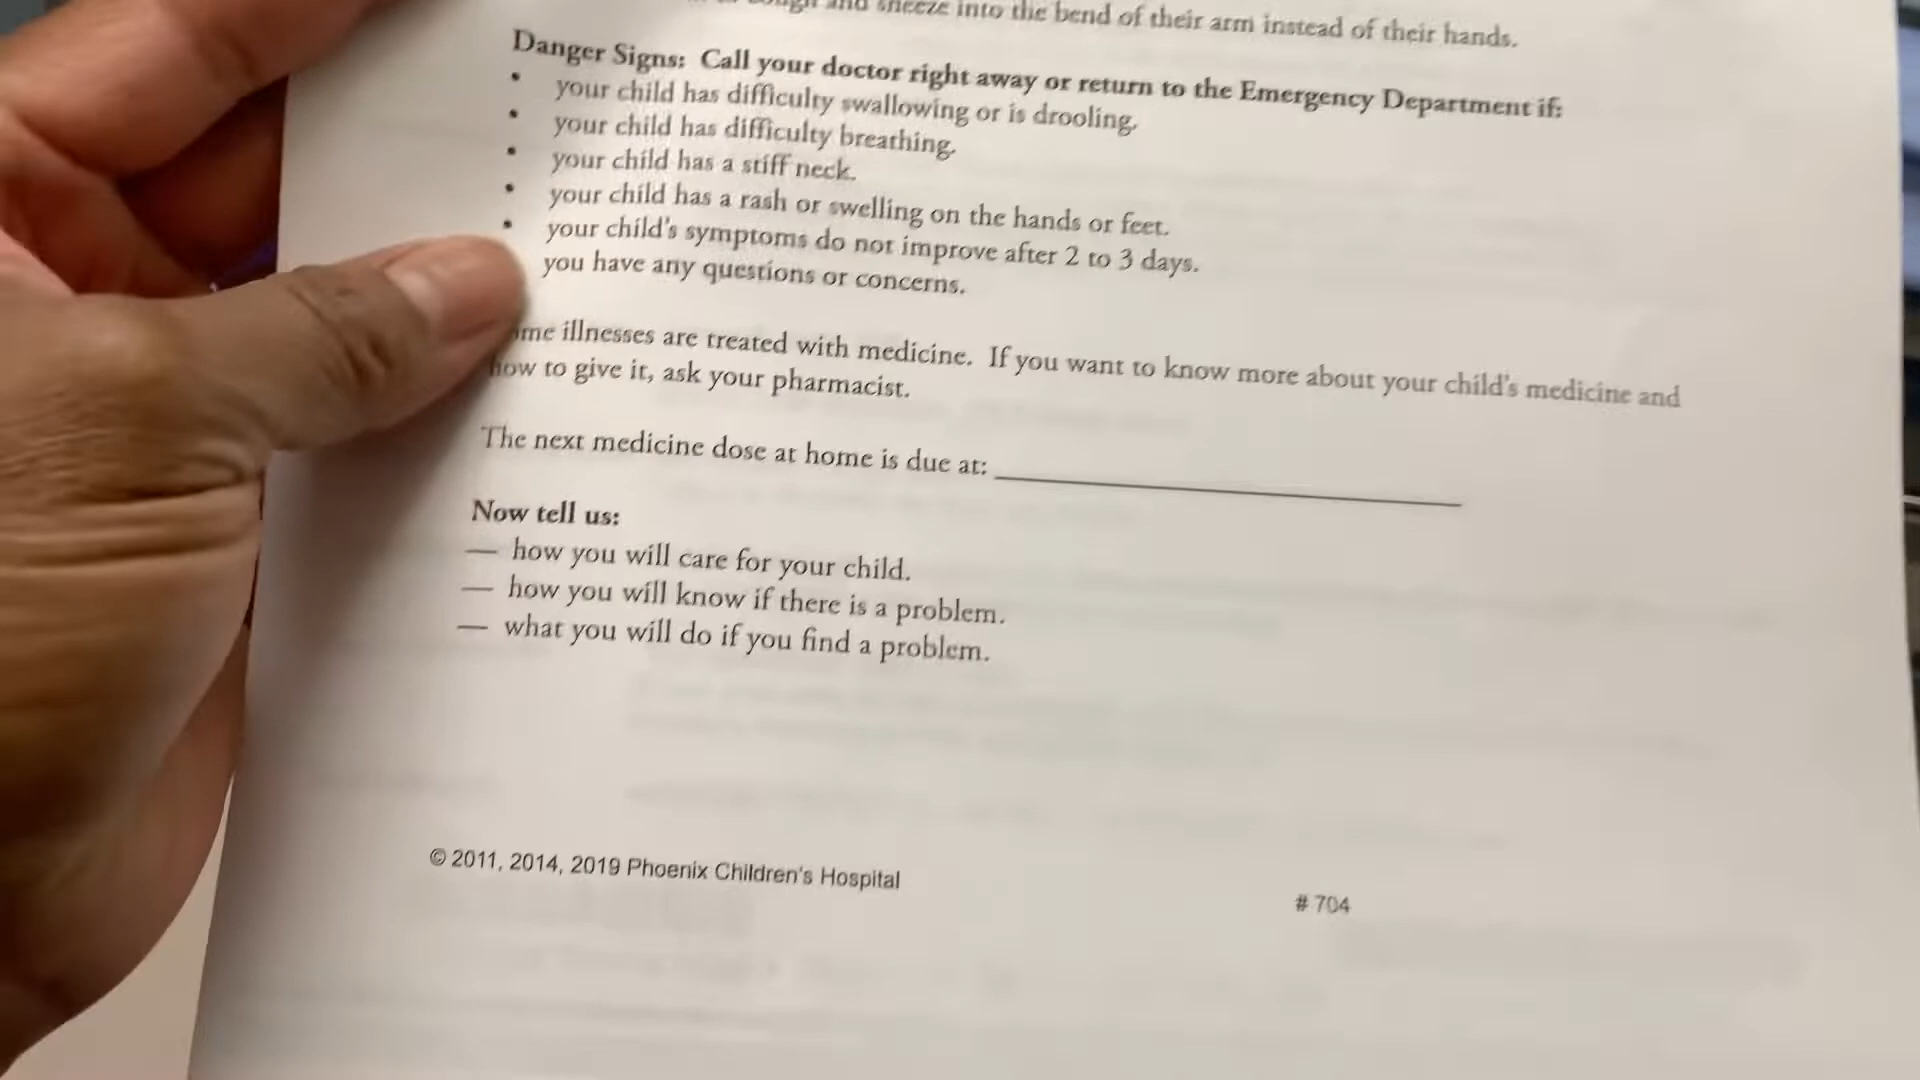 and sneeze into the bend of their arm instead of their hands.
Danger Signs: Call your doctor right away or return to the Emergency Department if:
• your child has difficulty swallowing or is drooling.
• your child has difficulty breathing.
• your child has a stiff neck.
• your child has a rash or swelling on the hands or feet.
• your child's symptoms do not improve after 2 to 3 days.
you have any questions or concerns.
illnesses are treated with medicine. If you want to know more about your child's medicine and
how to give it, ask your pharmacist.
The next medicine dose at home is due at: ____________________
Now tell us:
— how you will care for your child.
— how you will know if there is a problem.
— what you will do if you find a problem.
© 2011, 2014, 2019 Phoenix Children's Hospital
# 704